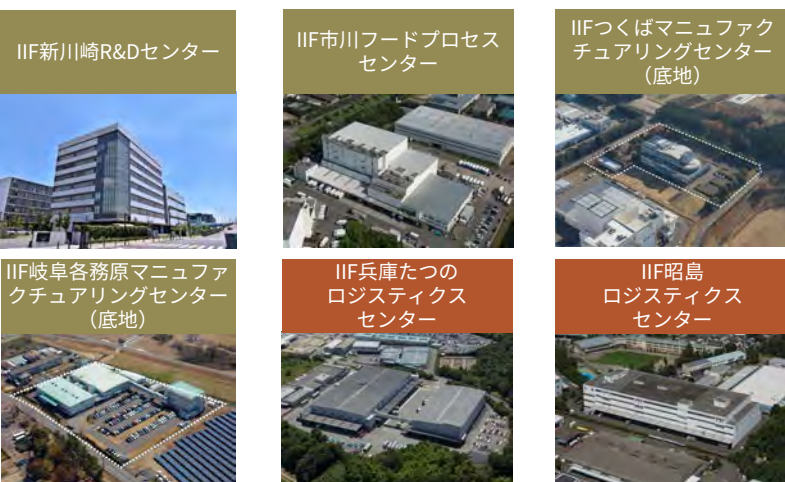 IIF新川崎R&Dセンター
IIF市川フードプロセス
センター
IIFつくばマニュファク
チュアリングセンター
（底地）
IIF岐阜各務原マニュファ
クチュアリングセンター
（底地）
IIF兵庫たつの
ロジスティクス
センター
IIF昭島
ロジスティクス
センター